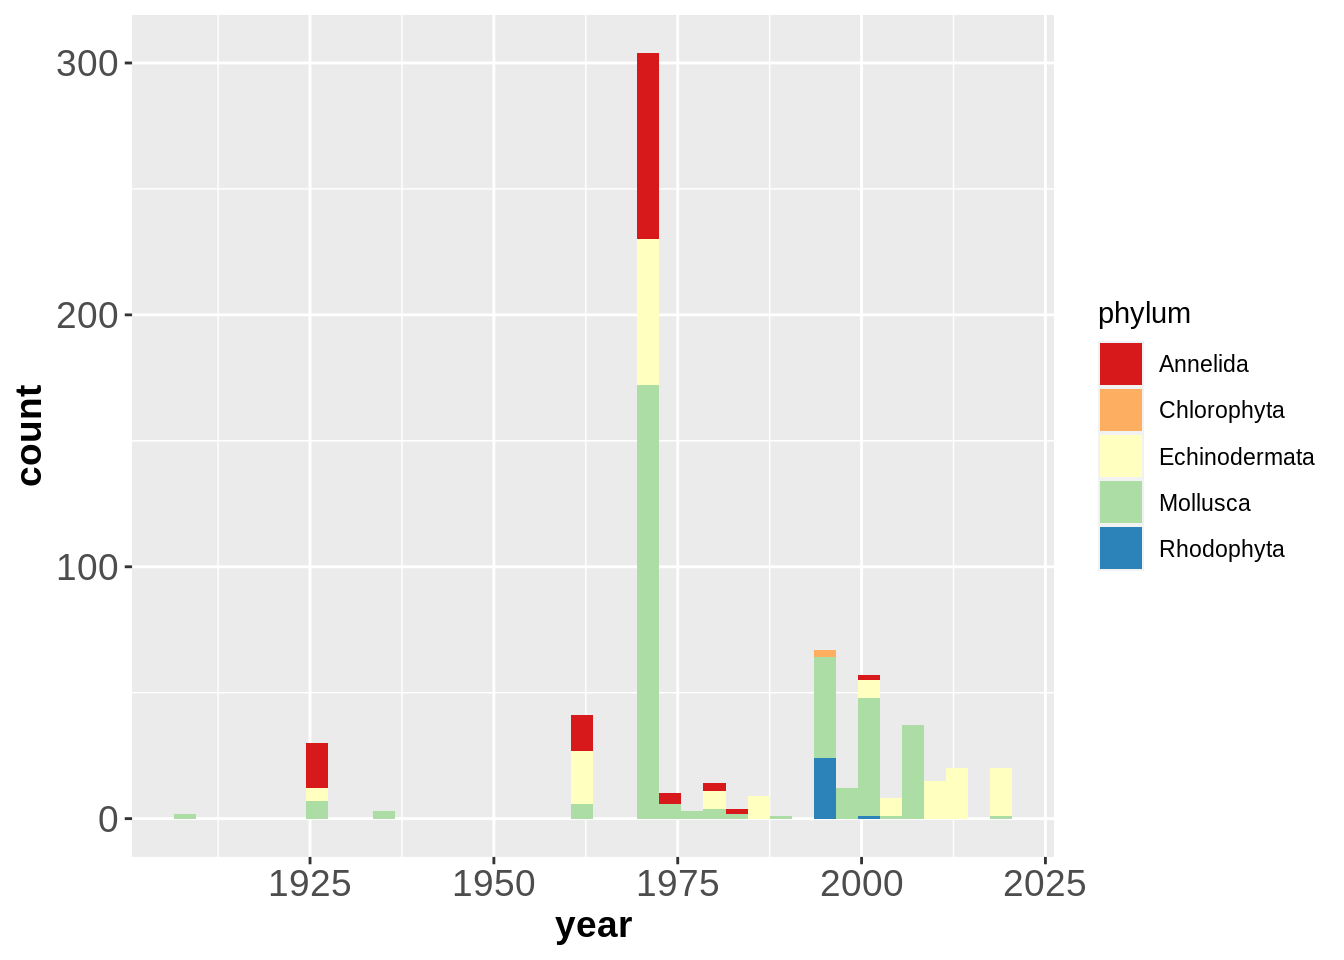 300
200
100
0
count
1925 1950 1975 2000 2025
year
phylum
Annelida
Chlorophyta
Echinodermata
Mollusca
Rhodophyta